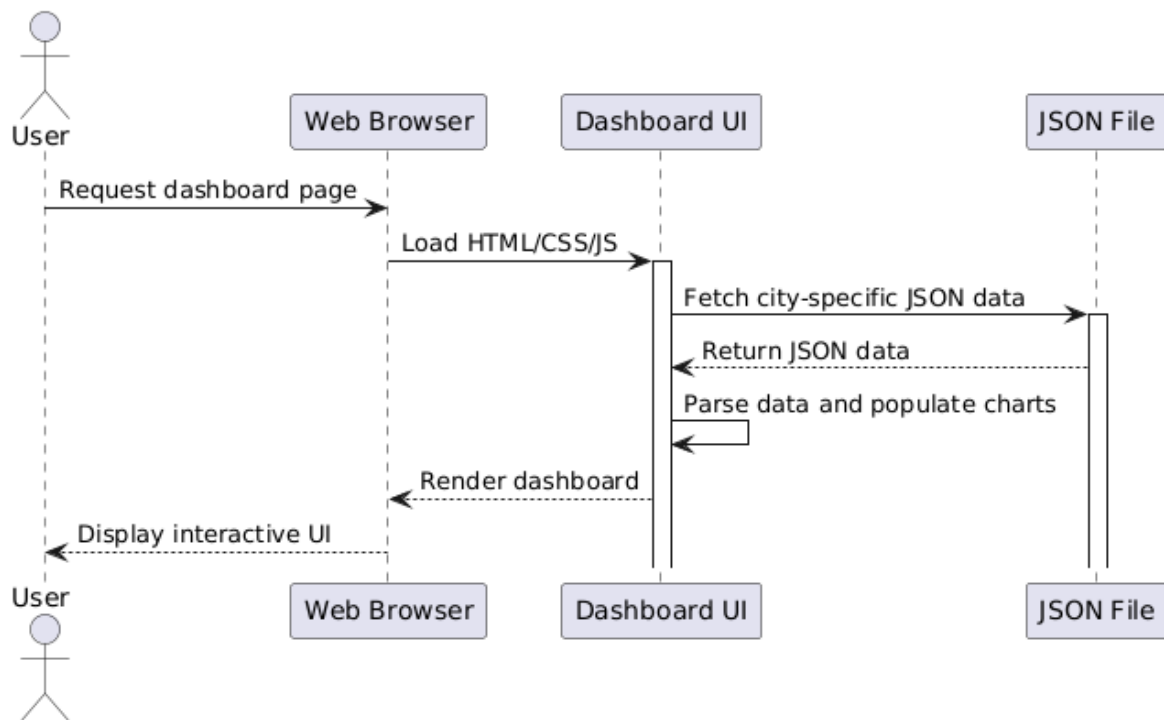 User
Web Browser
Dashboard UI
JSON File
Request dashboard page
Load HTML/CSS/JS
Fetch city-specific JSON data
Return JSON data
Parse data and populate charts
Render dashboard
Display interactive UI
User
Web Browser
Dashboard UI
JSON File